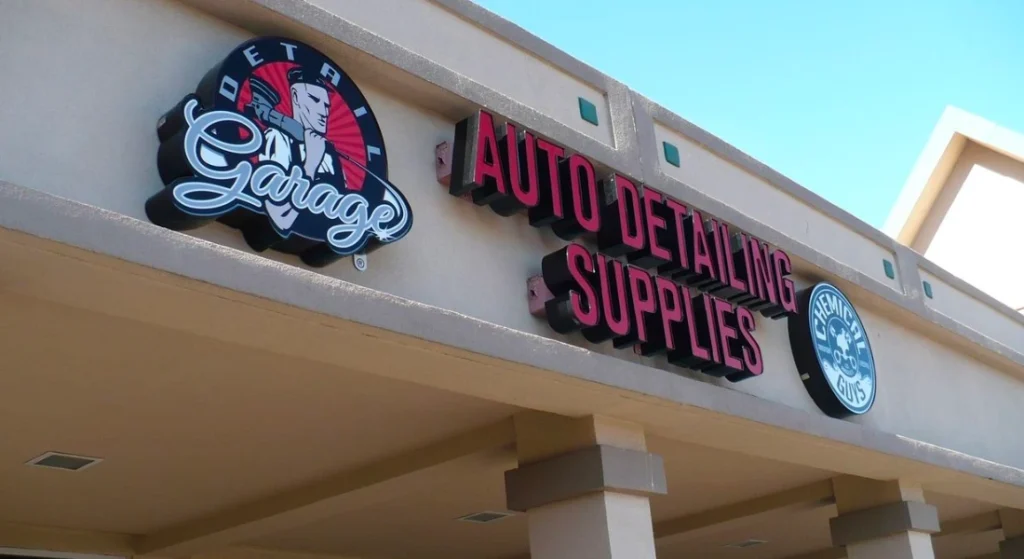 DETAIL
Garage
®
AUTO DETAILING
SUPPLIES
CHEMICAL
GUYS